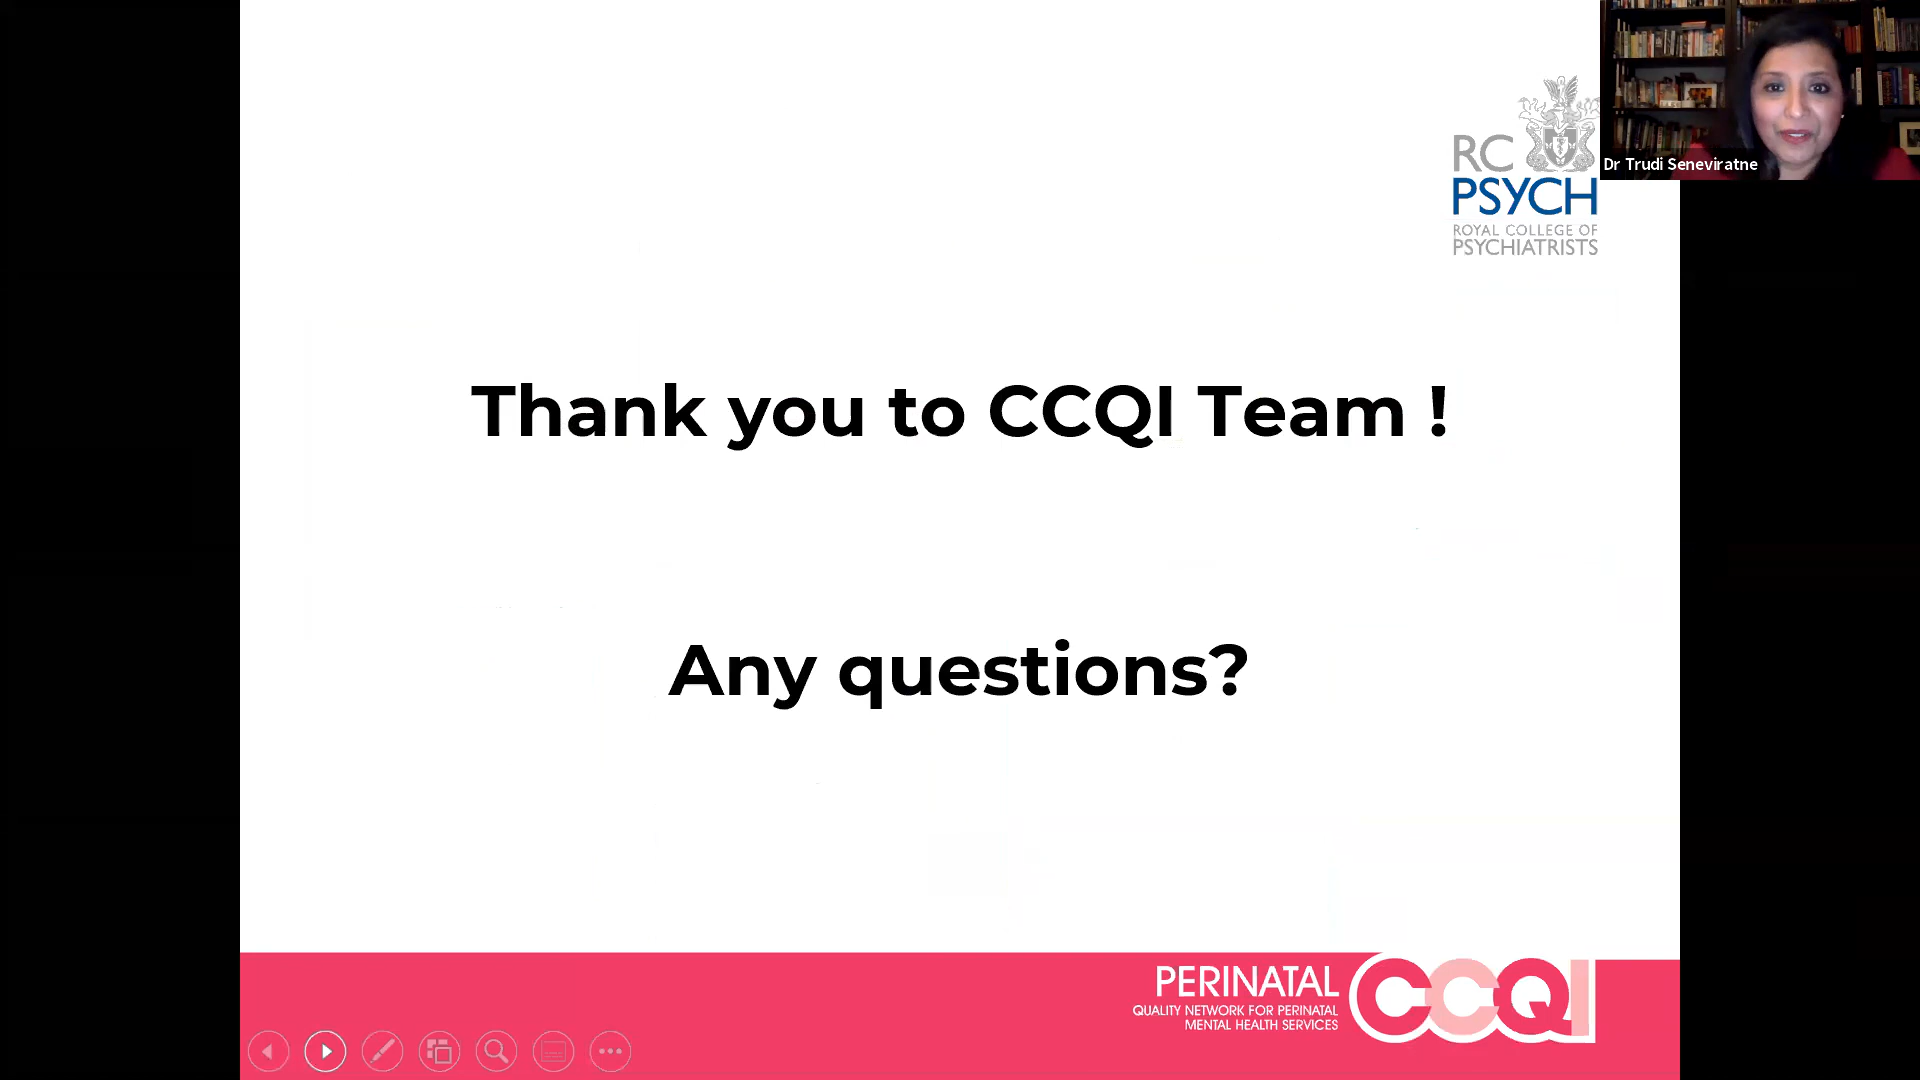 RC
PSYCH
ROYAL COLLEGE OF
PSYCHIATRISTS
Dr Trudi Seneviratne
Thank you to CCQI Team !
Any questions?
PERINATAL
QUALITY NETWORK FOR PERINATAL
MENTAL HEALTH SERVICES
CCQI